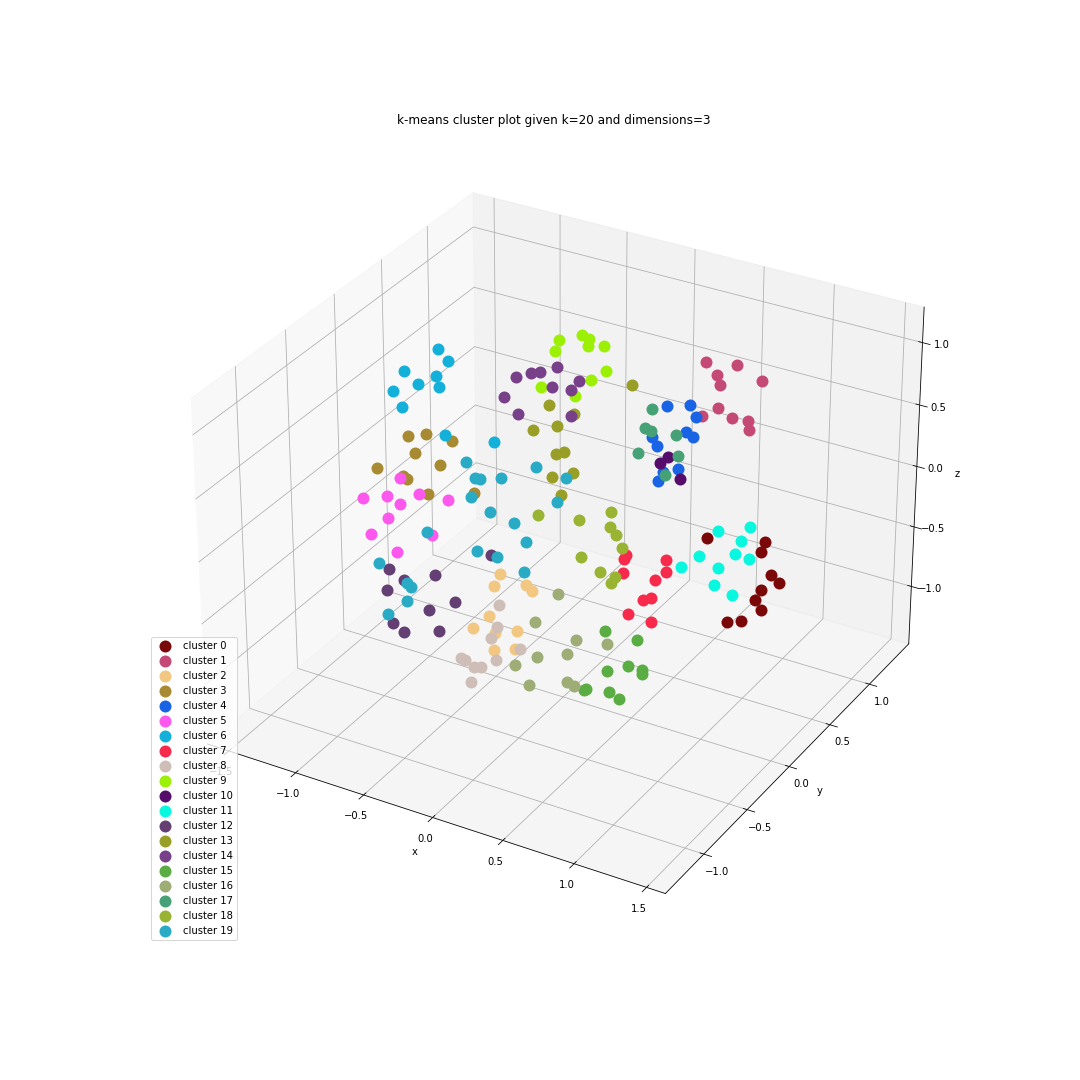 k-means cluster plot given k=20 and dimensions=3
1.0
0.5
0.0
z
−0.5
−1.0
cluster 0
cluster 1
cluster 2
cluster 3
cluster 4
cluster 5
cluster 6
cluster 7
cluster 8
cluster 9
cluster 10
cluster 11
cluster 12
cluster 13
cluster 14
cluster 15
cluster 16
cluster 17
cluster 18
cluster 19
−1.5
−1.0
−0.5
0.0
x
0.5
1.0
1.5
1.0
0.5
0.0
y
−0.5
−1.0